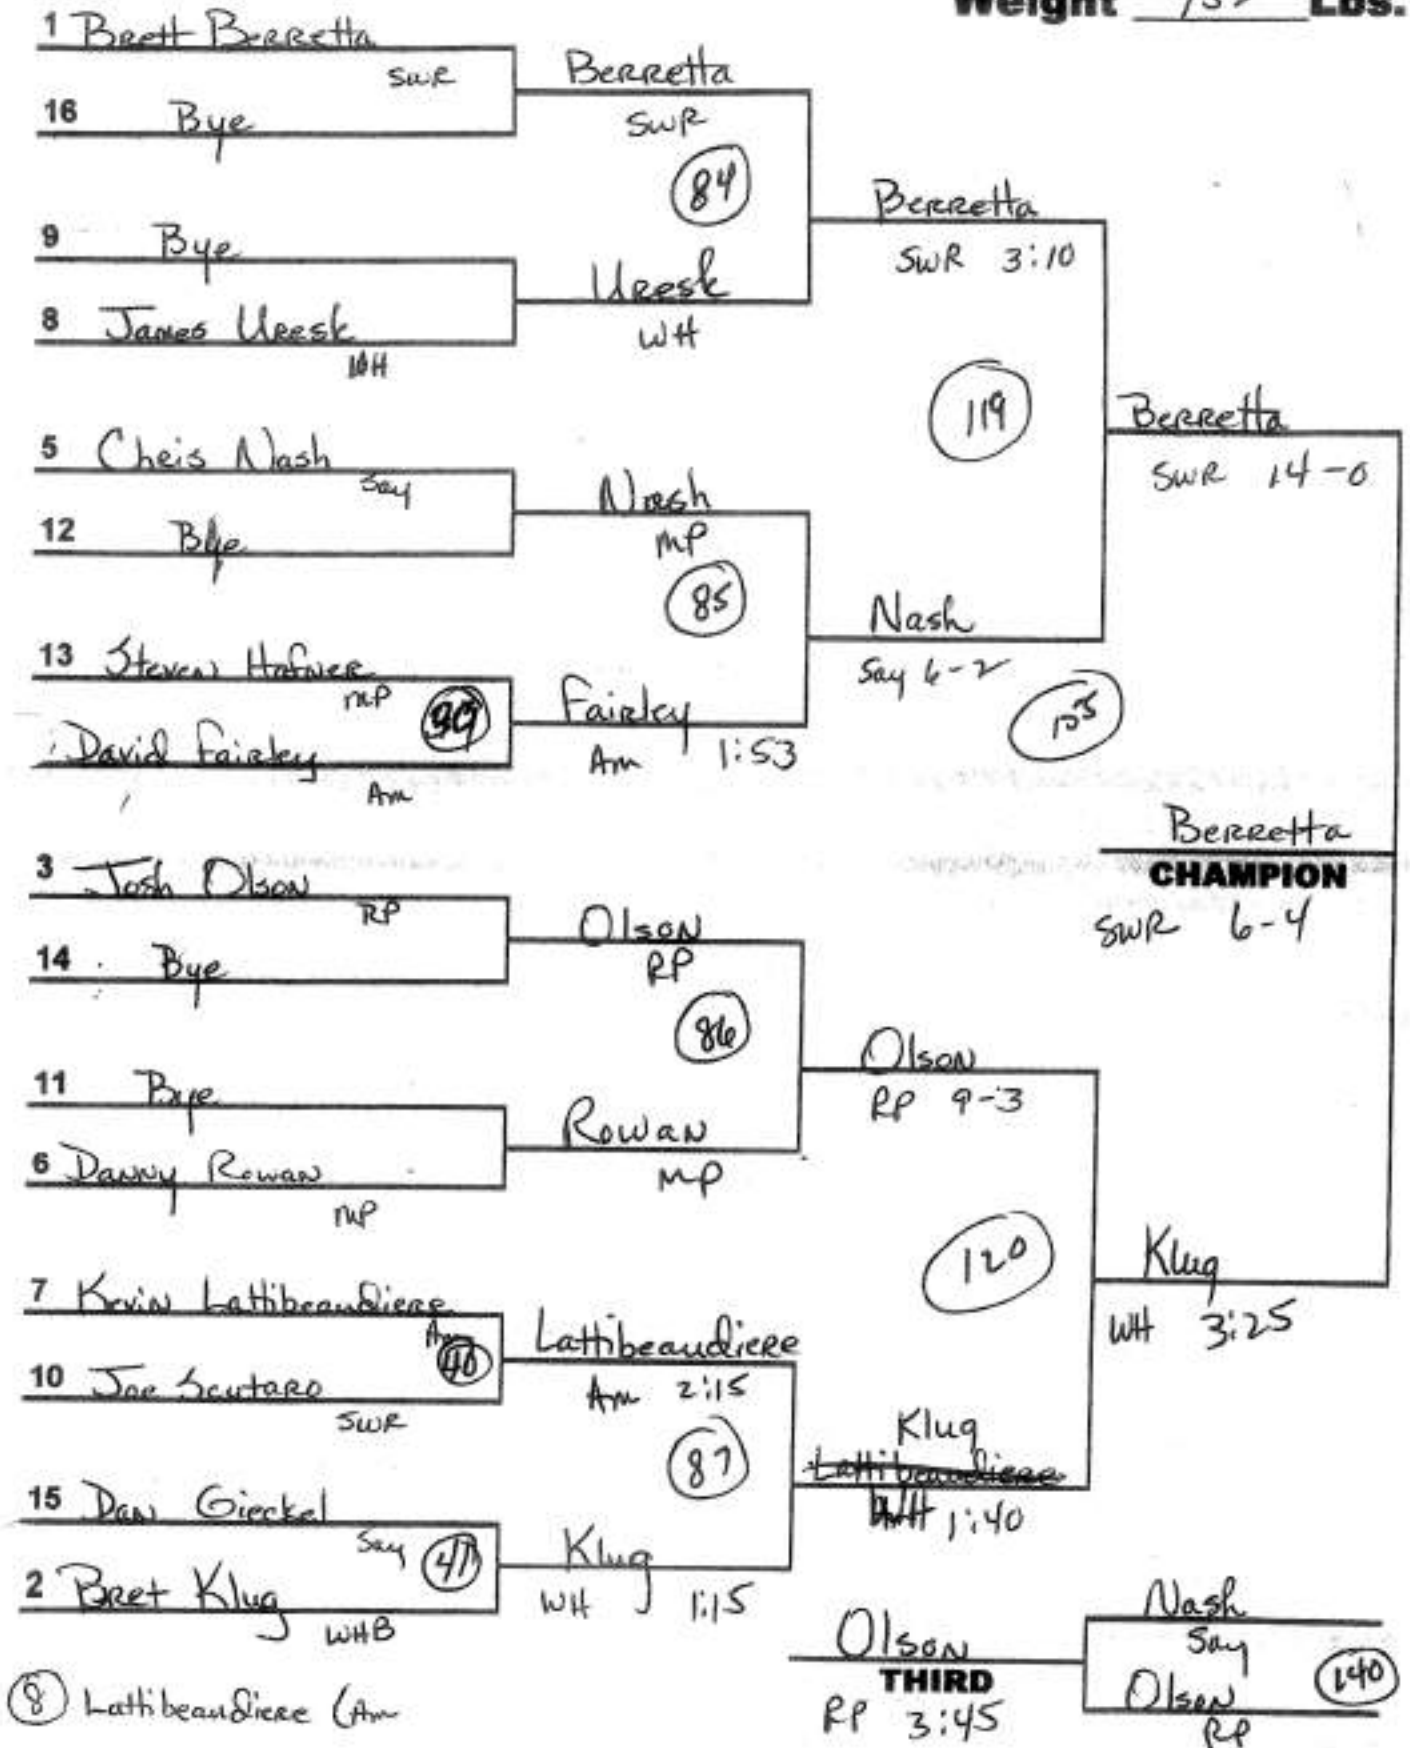 Weight Lbs.
1 Brett Berretta
SWR
16 Bye
Berretta
SWR
84
9 Bye
8 James Uresk
WH
Uresk
WH
Berretta
SWR 3:10
119
5 Chris Nash
Say
12 Bye
Nash
MP
85
13 Steven Hafner
MP
39
David Fairley
Am
Fairley
Am 1:53
Nash
Say 6-2
Berretta
SWR 14-0
Berretta
CHAMPION
SWR 6-4
3 Josh Olson
RP
14 Bye
Olson
RP
86
11 Bye
6 Danny Rowan
MP
Rowan
MP
Olson
RP 9-3
120
7 Kevin Lattibeaudiere
Am
40
10 Joe Scutaro
SWR
Lattibeaudiere
Am 2:15
87
15 Dan Gieckel
Say
41
2 Bret Klug
WHB
Klug
WH 1:15
Klug
Lattibeaudiere
WH 1:40
Klug
WH 3:25
Nash
Say
140
Olson
RP
Olson
THIRD
RP 3:45
8 Lattibeaudiere (Am